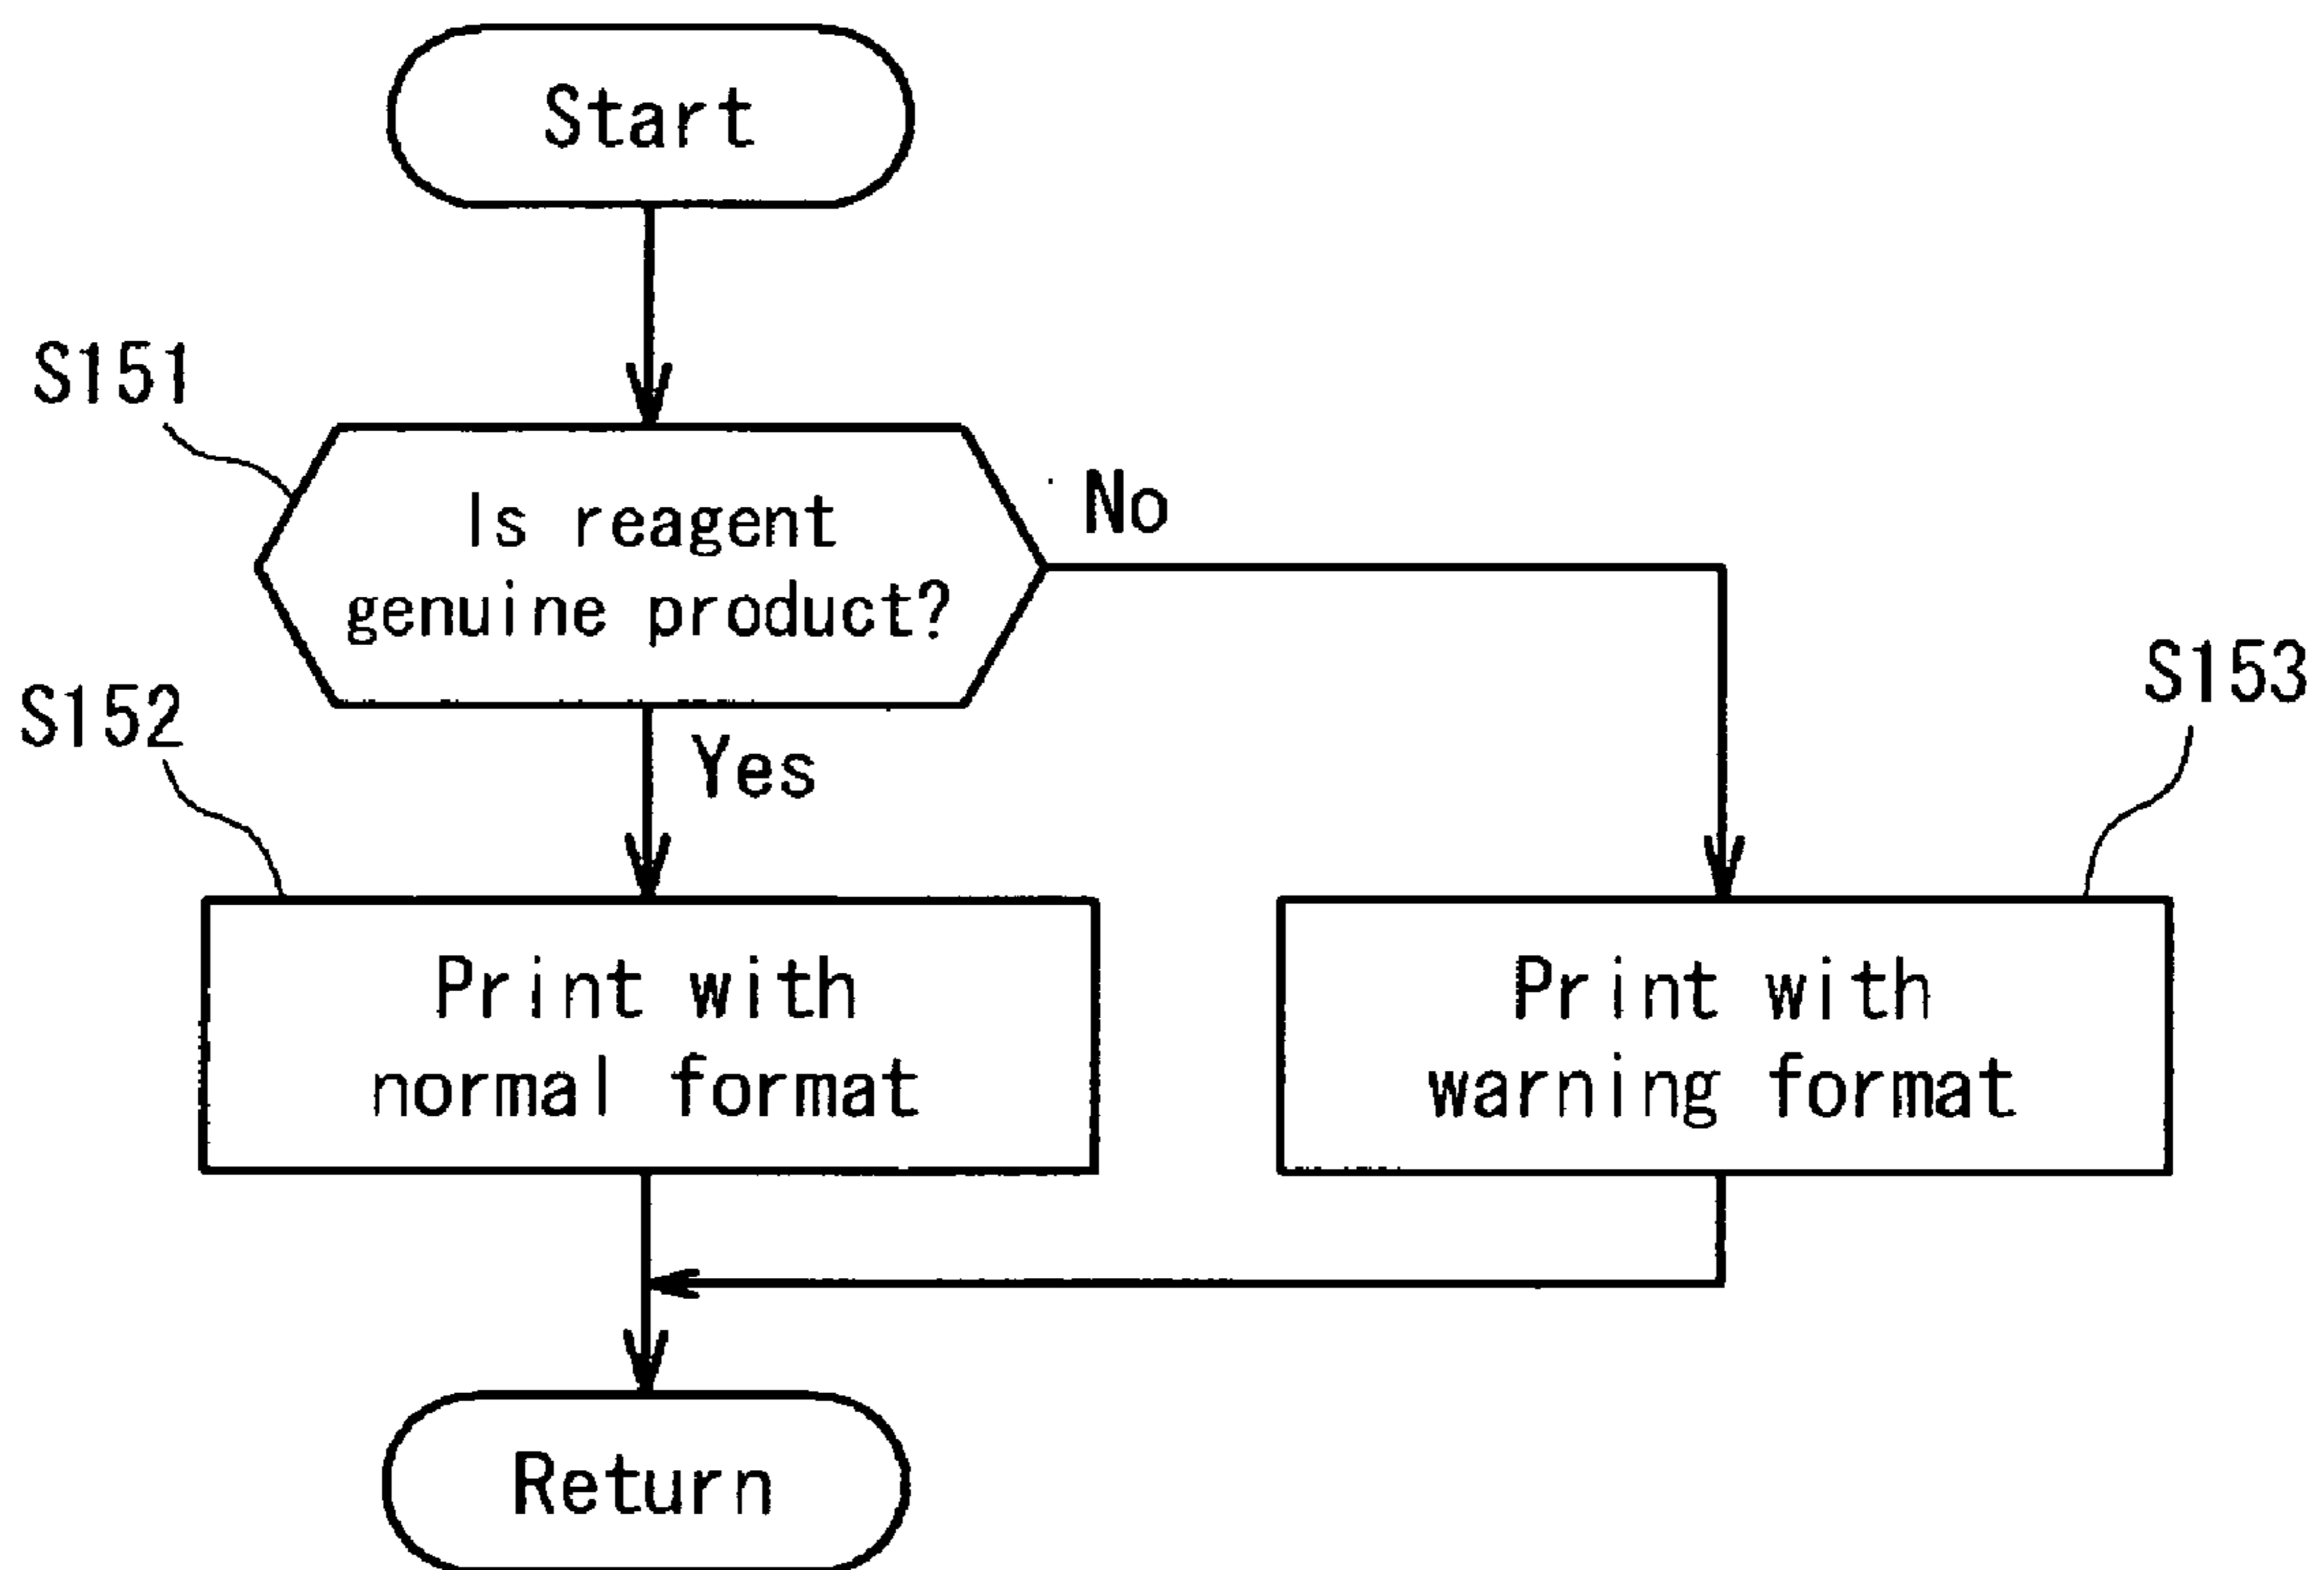 Start
S151
Is reagent
genuine product?
No
S152
Yes
S153
Print with
normal format
Print with
warning format
Return